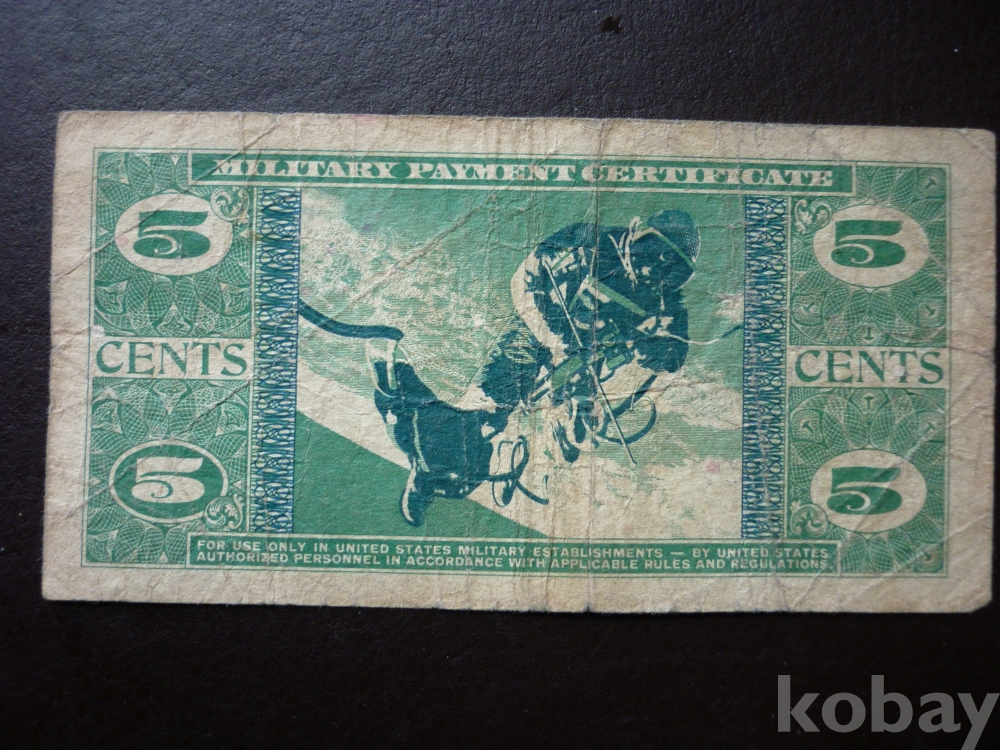 MILITARY PAYMENT CERTIFICATE
5 5
CENTS CENTS
5 5
FOR USE ONLY IN UNITED STATES MILITARY ESTABLISHMENTS — BY UNITED STATES
AUTHORIZED PERSONNEL IN ACCORDANCE WITH APPLICABLE RULES AND REGULATIONS.
kobay